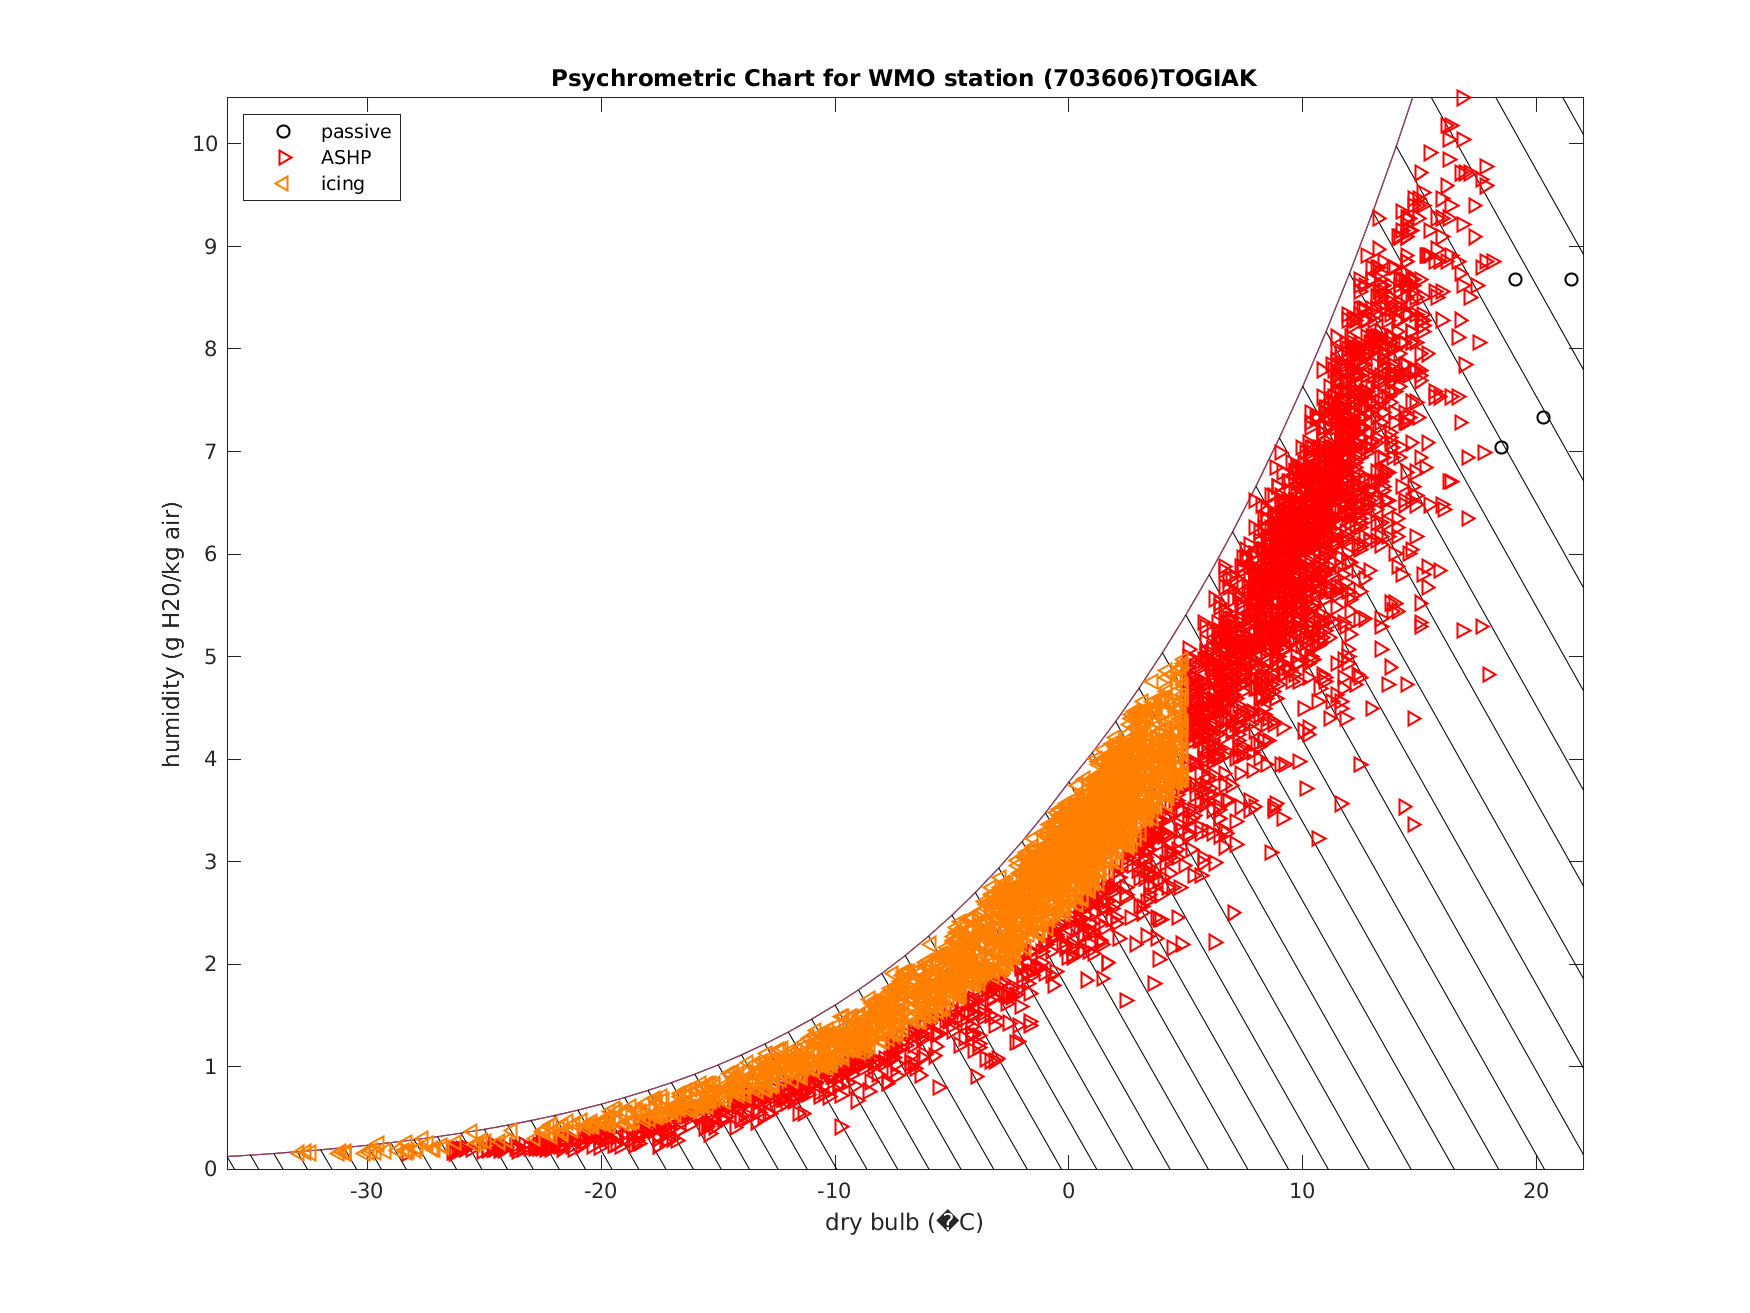 Psychrometric Chart for WMO station (703606)TOGIAK
passive
ASHP
icing
10
9
8
7
6
5
4
3
2
1
0
humidity (g H20/kg air)
-30
-20
-10
0
10
20
dry bulb (�C)